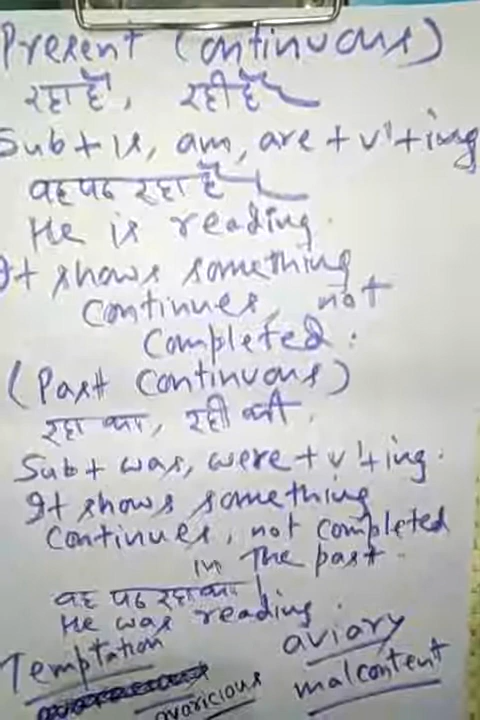 Present (Continuous)
रहा है, रही है
Sub + is, am, are + v¹ + ing
वह पढ रहा है।
He is reading.
It shows something
continues, not
completed.
(Past Continuous)
रहा था, रही थी.
Sub + was, were + v¹ + ing.
It shows something
continues, not completed
in the past.
वह पढ रहा था।
He was reading.
Temptation
aviary
avaricious
malcontent